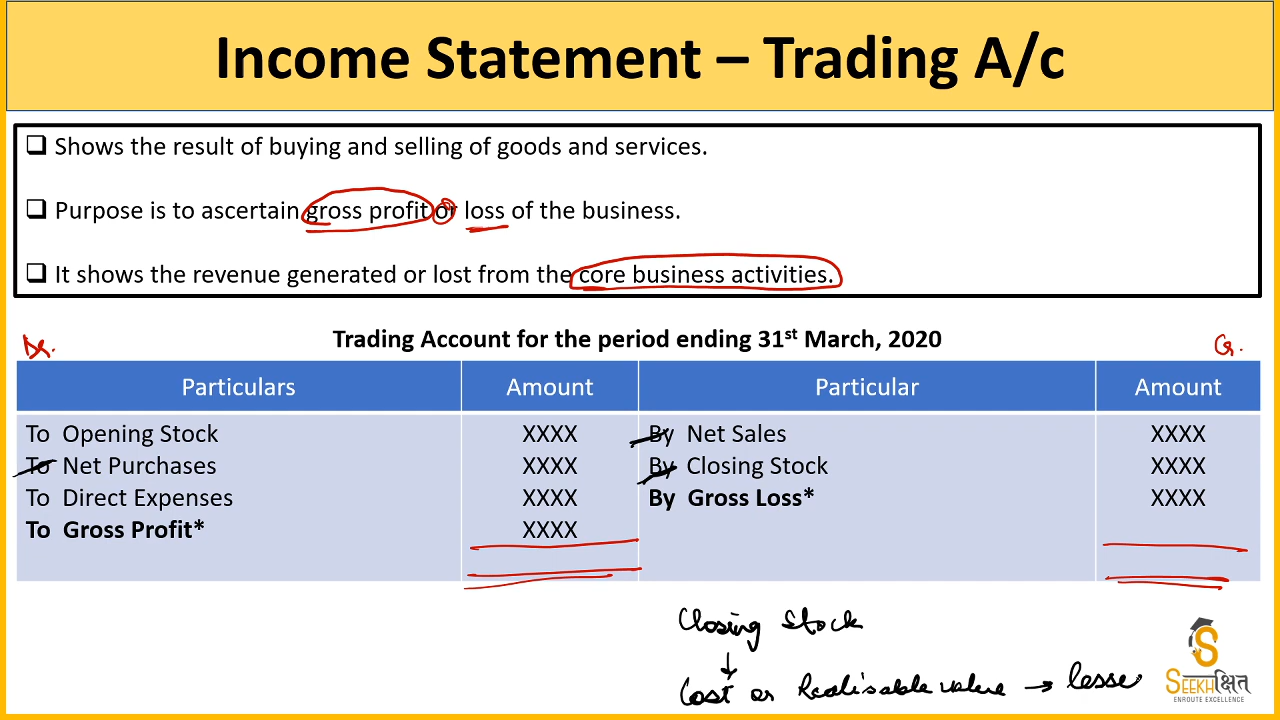 Income Statement – Trading A/c
❑ Shows the result of buying and selling of goods and services.
❑ Purpose is to ascertain gross profit or loss of the business.
❑ It shows the revenue generated or lost from the core business activities.
Dr.
Trading Account for the period ending 31st March, 2020
Cr.
Particulars Amount Particular Amount
To Opening Stock XXXX By Net Sales XXXX
To Net Purchases XXXX By Closing Stock XXXX
To Direct Expenses XXXX By Gross Loss* XXXX
To Gross Profit* XXXX
Closing Stock
↓
Cost or Realisable value → lesse
SEEKHक्षित
ENROUTE EXCELLENCE